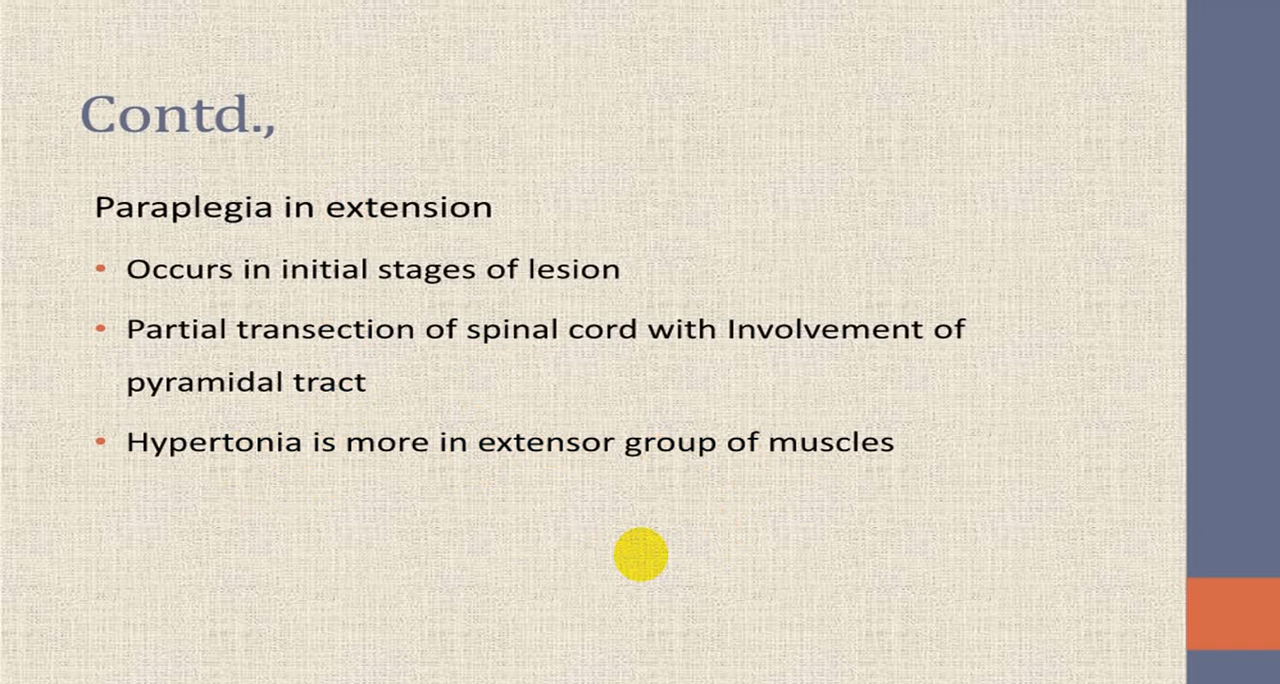 Contd.,
Paraplegia in extension
• Occurs in initial stages of lesion
• Partial transection of spinal cord with Involvement of
pyramidal tract
• Hypertonia is more in extensor group of muscles